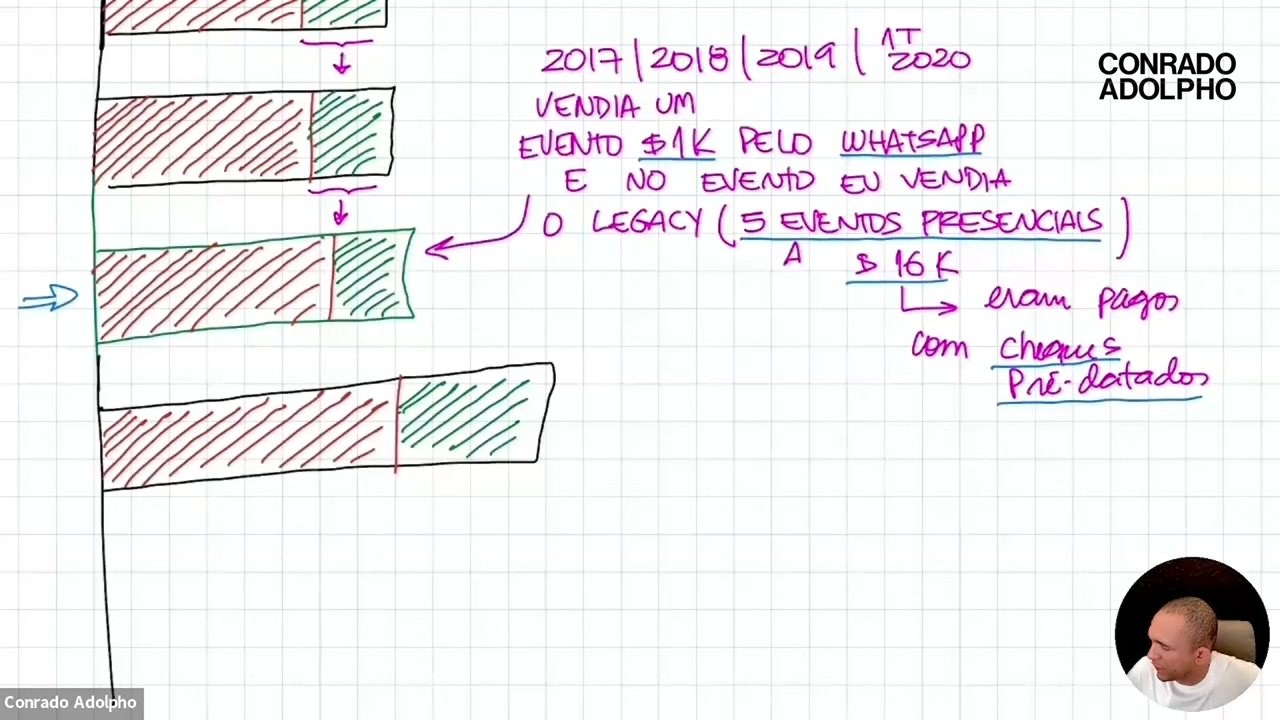 2017 | 2018 | 2019 | 1T 2020
VENDIA UM
EVENTO $1K PELO WHATSAPP
E NO EVENTO EU VENDIA
O LEGACY (5 EVENTOS PRESENCIAIS)
A $ 16 K
eram pagos
com cheques
Pré-datados
CONRADO
ADOLPHO
Conrado Adolpho